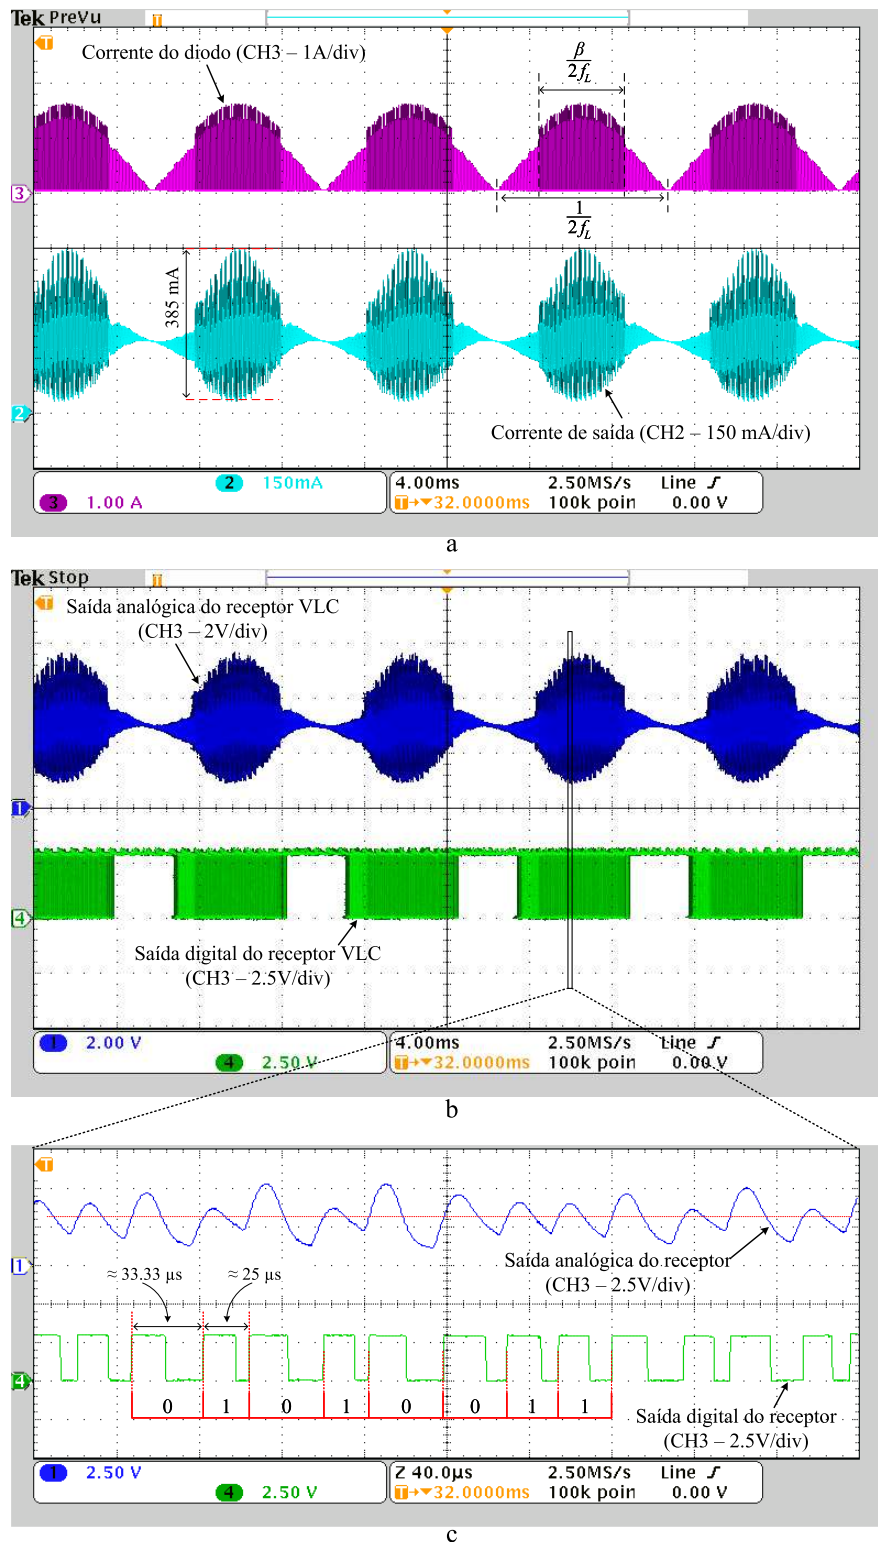 Tek PreVu
T
T
Corrente do diodo (CH3 – 1A/div)
β
2f_L
3
1
2f_L
385 mA
2
Corrente de saída (CH2 – 150 mA/div)
2 150mA
3 1.00 A
4.00ms 2.50MS/s Line
T→▼32.0000ms 100k poin 0.00 V
a
Tek Stop
T
T
Saída analógica do receptor VLC
(CH3 – 2V/div)
1
4
Saída digital do receptor VLC
(CH3 – 2.5V/div)
1 2.00 V
4 2.50 V
4.00ms 2.50MS/s Line
T→▼32.0000ms 100k poin 0.00 V
b
T
1
Saída analógica do receptor
(CH3 – 2.5V/div)
≈ 33.33 µs ≈ 25 µs
4
0 1 0 1 0 0 1 1
Saída digital do receptor
(CH3 – 2.5V/div)
1 2.50 V
4 2.50 V
Z 40.0µs 2.50MS/s Line
T→▼32.0000ms 100k poin 0.00 V
c